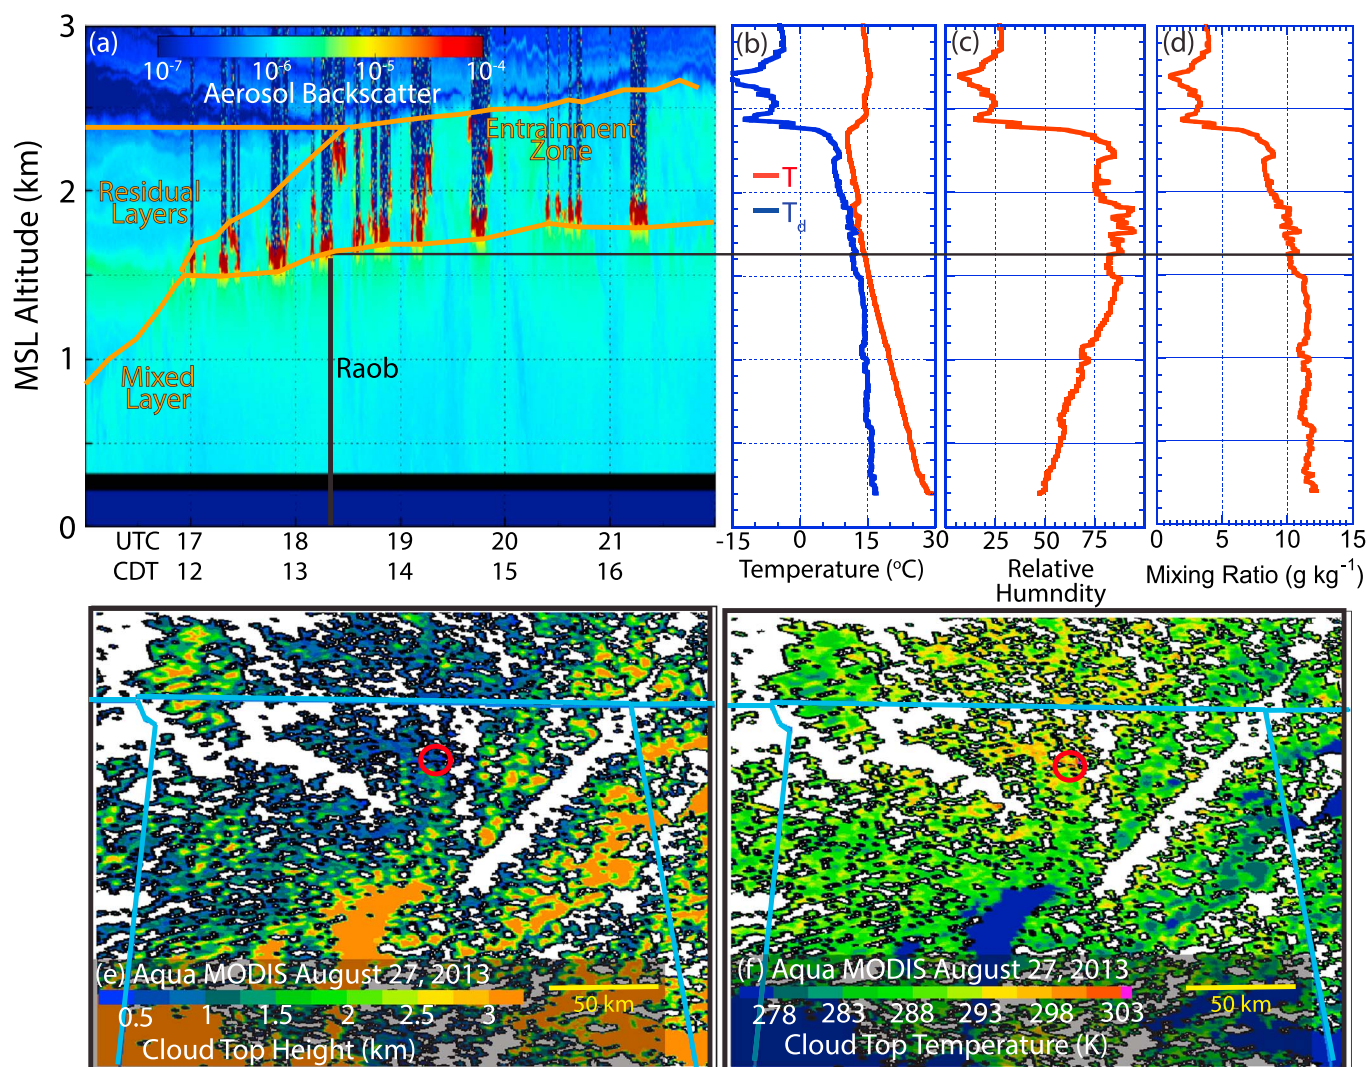 3
(a)
10-7
10-6
10-5
10-4
Aerosol Backscatter
Entrainment
Zone
Residual
Layers
2
MSL Altitude (km)
1
Mixed
Layer
Raob
0
UTC 17 18 19 20 21
CDT 12 13 14 15 16
(b)
T
Td
-15 0 15 30
Temperature (oC)
(c)
0 25 50 75
Relative
Humndity
(d)
0 5 10 15
Mixing Ratio (g kg-1)
(e) Aqua MODIS August 27, 2013
0.5 1 1.5 2 2.5 3
50 km
Cloud Top Height (km)
(f) Aqua MODIS August 27, 2013
278 283 288 293 298 303
50 km
Cloud Top Temperature (K)